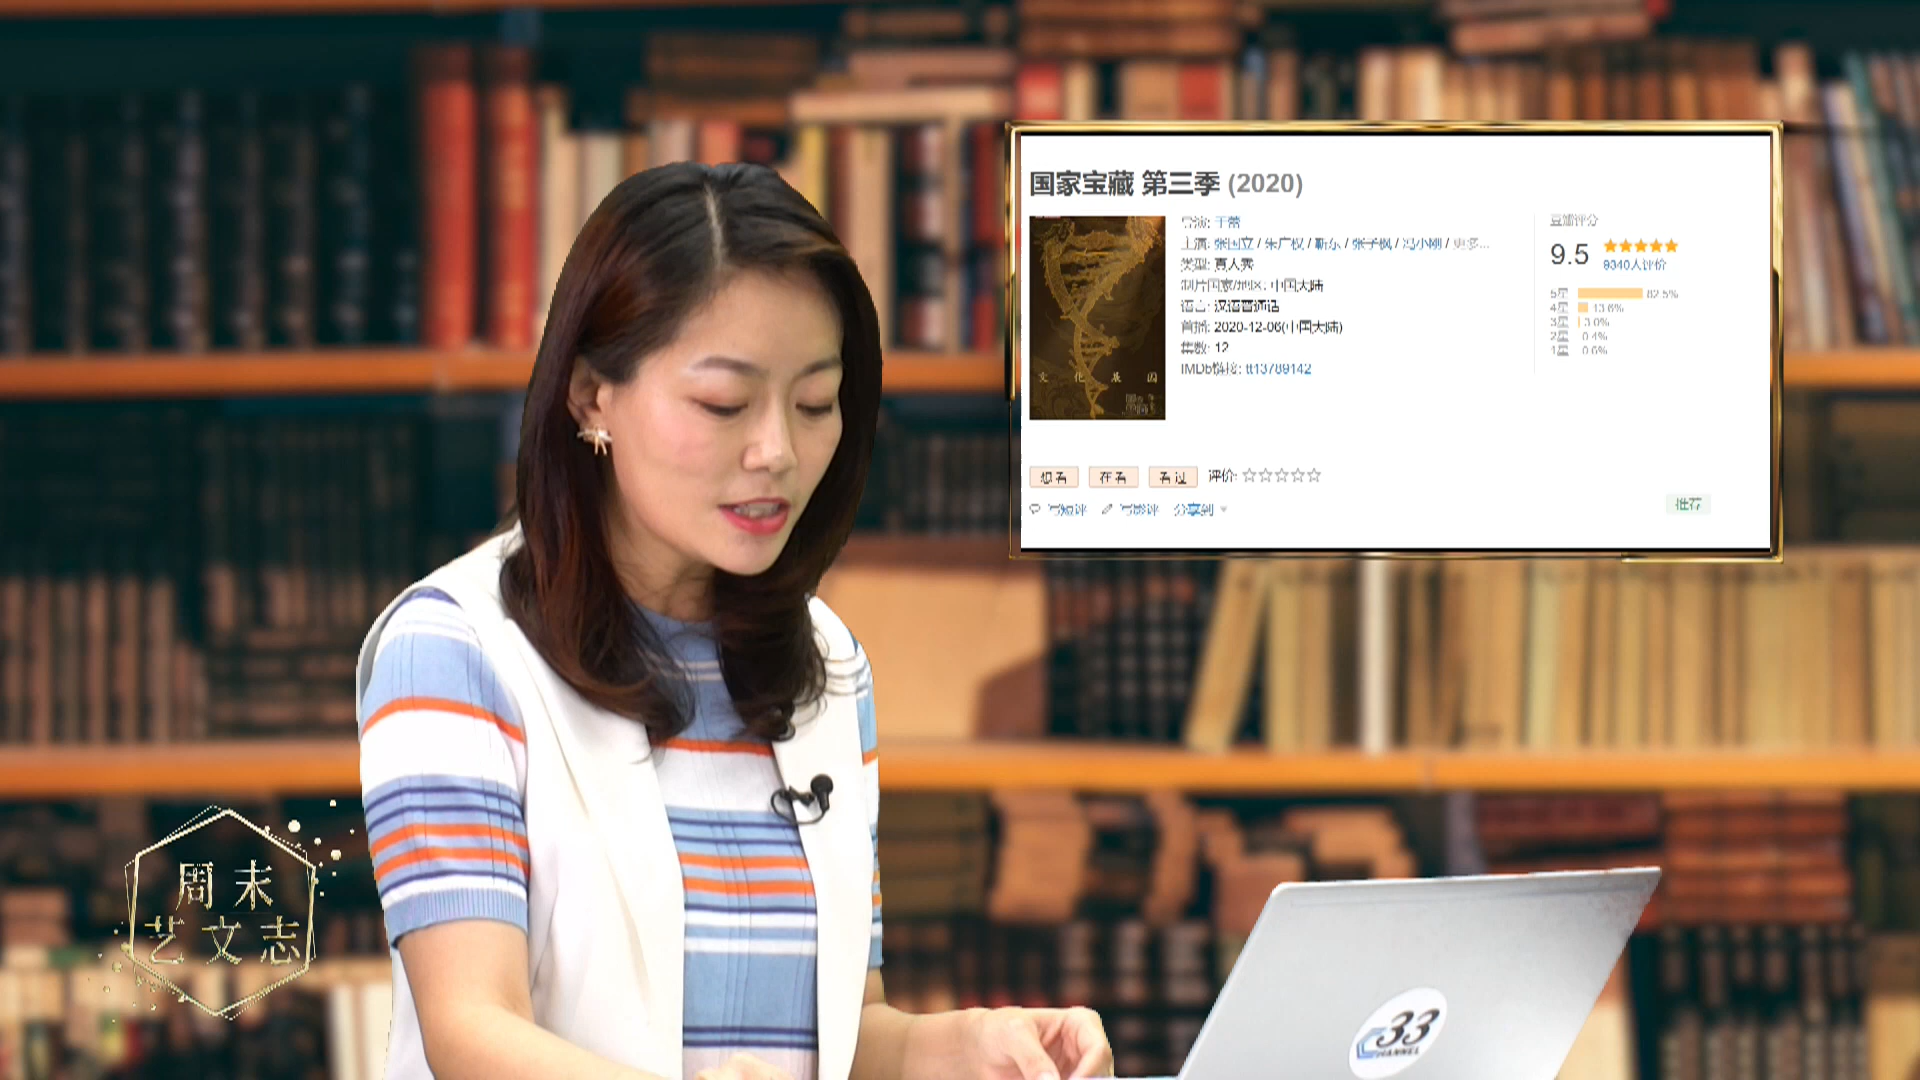 国家宝藏 第三季 (2020)
导演: 于蕾
主演: 张国立 / 朱广权 / 靳东 / 张子枫 / 冯小刚 / 更多...
类型: 真人秀
制片国家/地区: 中国大陆
语言: 汉语普通话
首播: 2020-12-06(中国大陆)
集数: 12
IMDb链接: tt13789142
文化基因
豆瓣评分
9.5
9340人评价
5星 82.5%
4星 13.6%
3星 3.0%
2星 0.4%
1星 0.6%
想看 在看 看过 评价:
写短评 写影评 分享到
推荐
周末
艺文志
33
CHANNEL